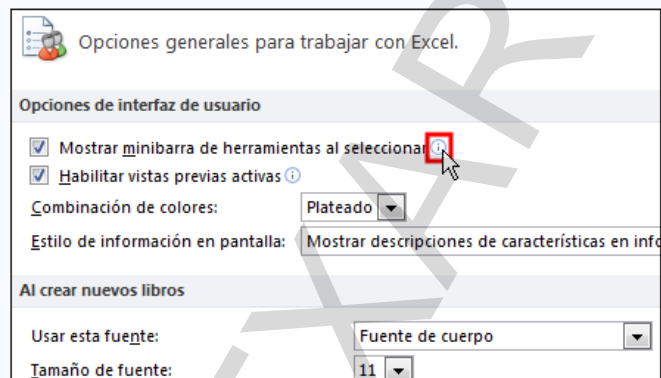 Opciones generales para trabajar con Excel.
Opciones de interfaz de usuario
Mostrar minibarra de herramientas al seleccionar
Habilitar vistas previas activas
Combinación de colores: Plateado
Estilo de información en pantalla: Mostrar descripciones de características en info
Al crear nuevos libros
Usar esta fuente: Fuente de cuerpo
Tamaño de fuente: 11